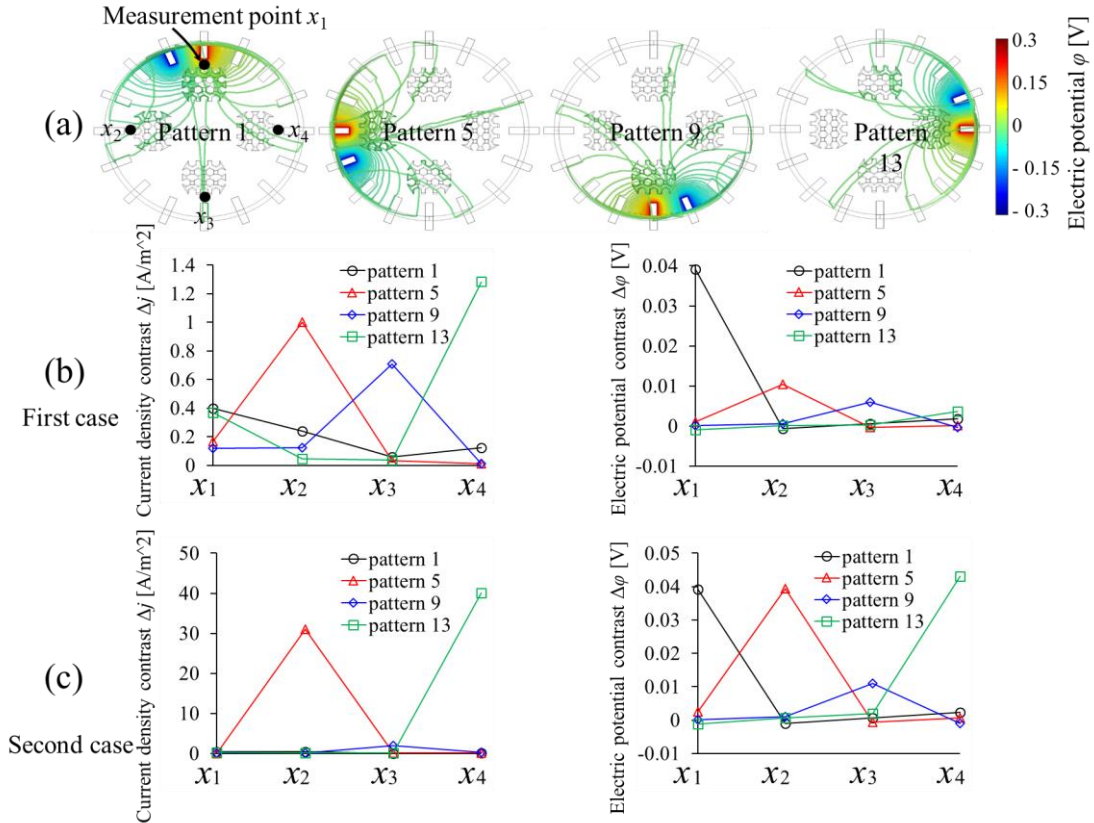 Measurement point x1
(a)
x2
Pattern 1
x4
x3
Pattern 5
Pattern 9
Pattern
13
0.3
0.15
0
- 0.15
- 0.3
Electric potential φ [V]
(b)
First case
Current density contrast Δj [A/m^2]
1.4
1.2
1
0.8
0.6
0.4
0.2
0
pattern 1
pattern 5
pattern 9
pattern 13
x1 x2 x3 x4
Electric potential contrast Δφ [V]
0.04
0.03
0.02
0.01
0
-0.01
pattern 1
pattern 5
pattern 9
pattern 13
x1 x2 x3 x4
(c)
Second case
Current density contrast Δj [A/m^2]
50
40
30
20
10
0
pattern 1
pattern 5
pattern 9
pattern 13
x1 x2 x3 x4
Electric potential contrast Δφ [V]
0.05
0.04
0.03
0.02
0.01
0
-0.01
pattern 1
pattern 5
pattern 9
pattern 13
x1 x2 x3 x4